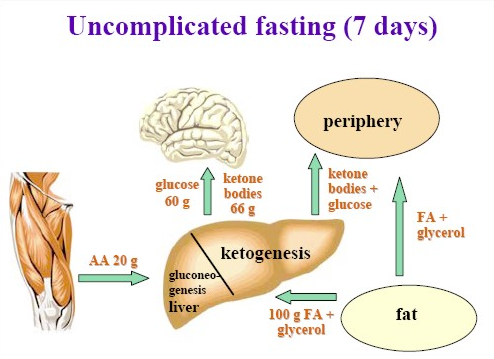 Uncomplicated fasting (7 days)
periphery
glucose
60 g
ketone
bodies
66 g
ketone
bodies +
glucose
FA +
glycerol
AA 20 g
ketogenesis
gluconeo-
genesis
liver
100 g FA +
glycerol
fat